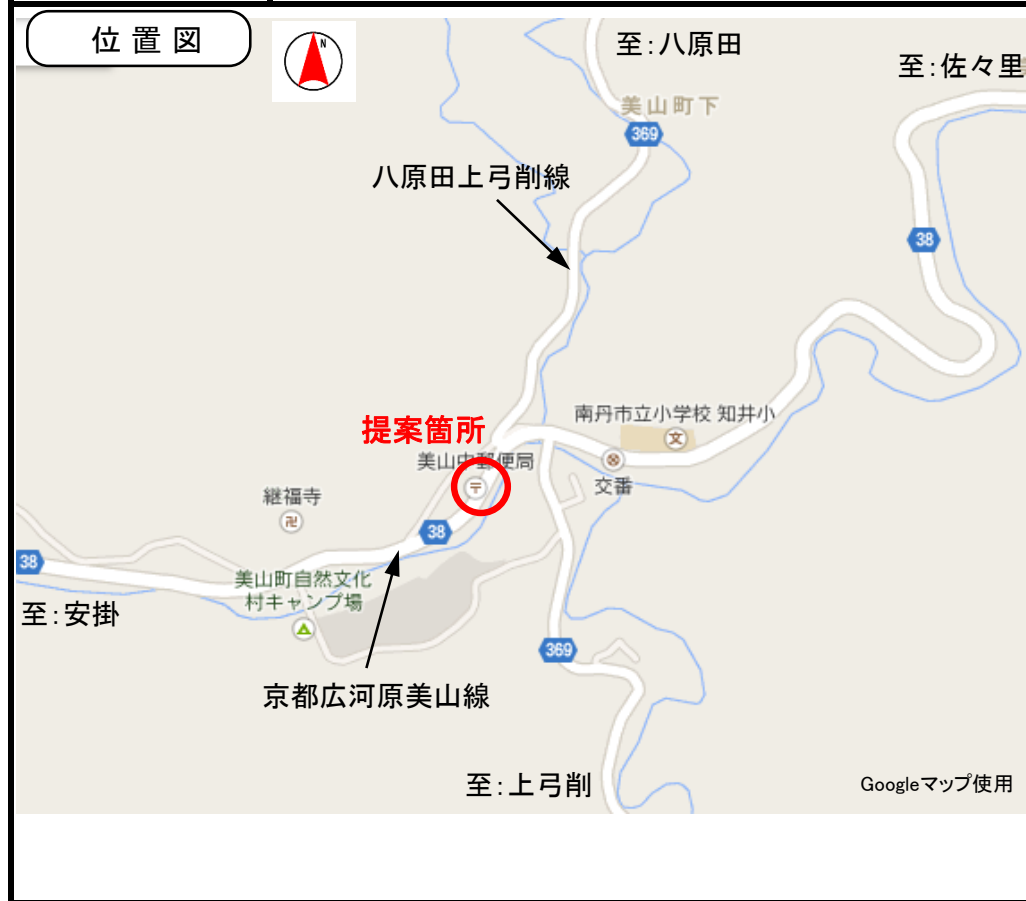 位置図
N
至:八原田
至:佐々里
美山町下
369
八原田上弓削線
38
南丹市立小学校 知井小
文
提案箇所
美山中郵便局
〒
交番
継福寺
卍
38
38
美山町自然文化
村キャンプ場
至:安掛
369
京都広河原美山線
至:上弓削
Googleマップ使用